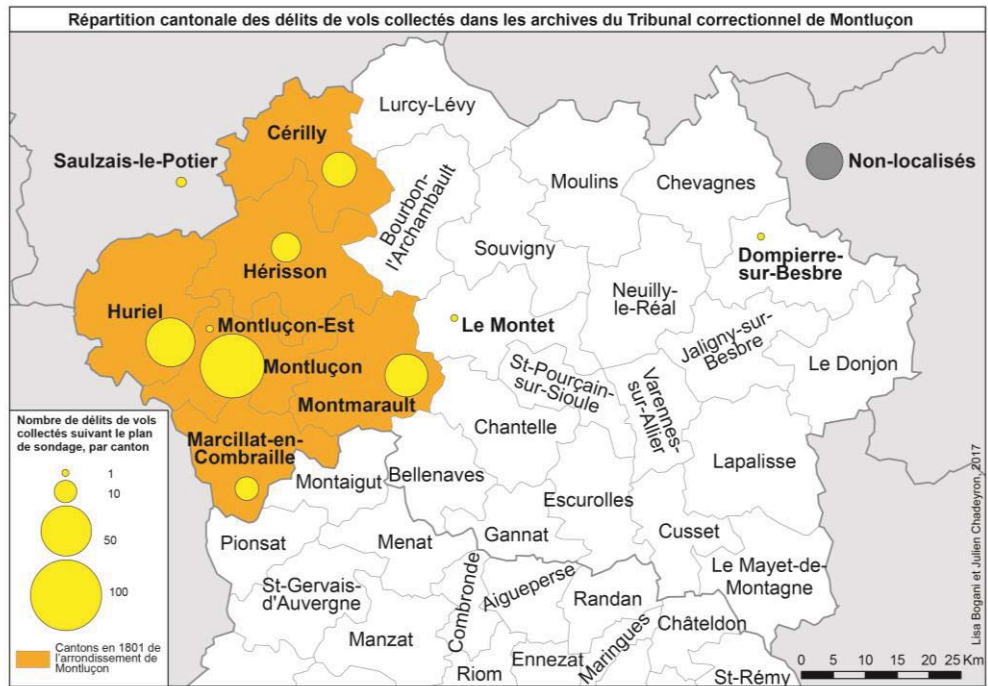 Répartition cantonale des délits de vols collectés dans les archives du Tribunal correctionnel de Montluçon
Lurcy-Lévy
Cérilly
Saulzais-le-Potier
Non-localisés
Moulins
Chevagnes
Bourbon-
l'Archambault
Souvigny
Dompierre-
sur-Besbre
Hérisson
Neuilly-
le-Réal
Huriel
Montluçon-Est
Le Montet
Jaligny-sur-
Besbre
Le Donjon
Montluçon
St-Pourçain-
sur-Sioule
Varennes-
sur-Allier
Montmarault
Chantelle
Marcillat-en-
Combraille
Lapalisse
Montaigut
Bellenaves
Escurolles
Cusset
Gannat
Pionsat
Menat
Le Mayet-de-
Montagne
St-Gervais-
d'Auvergne
Combronde
Aigueperse
Randan
Châteldon
Manzat
Maringues
Riom
Ennezat
St-Rémy
Nombre de délits de vols
collectés suivant le plan
de sondage, par canton
1
10
50
100
Cantons en 1801 de
l'arrondissement de
Montluçon
0 5 10 15 20 25 Km
Lisa Bogani et Julien Chadeyron, 2017